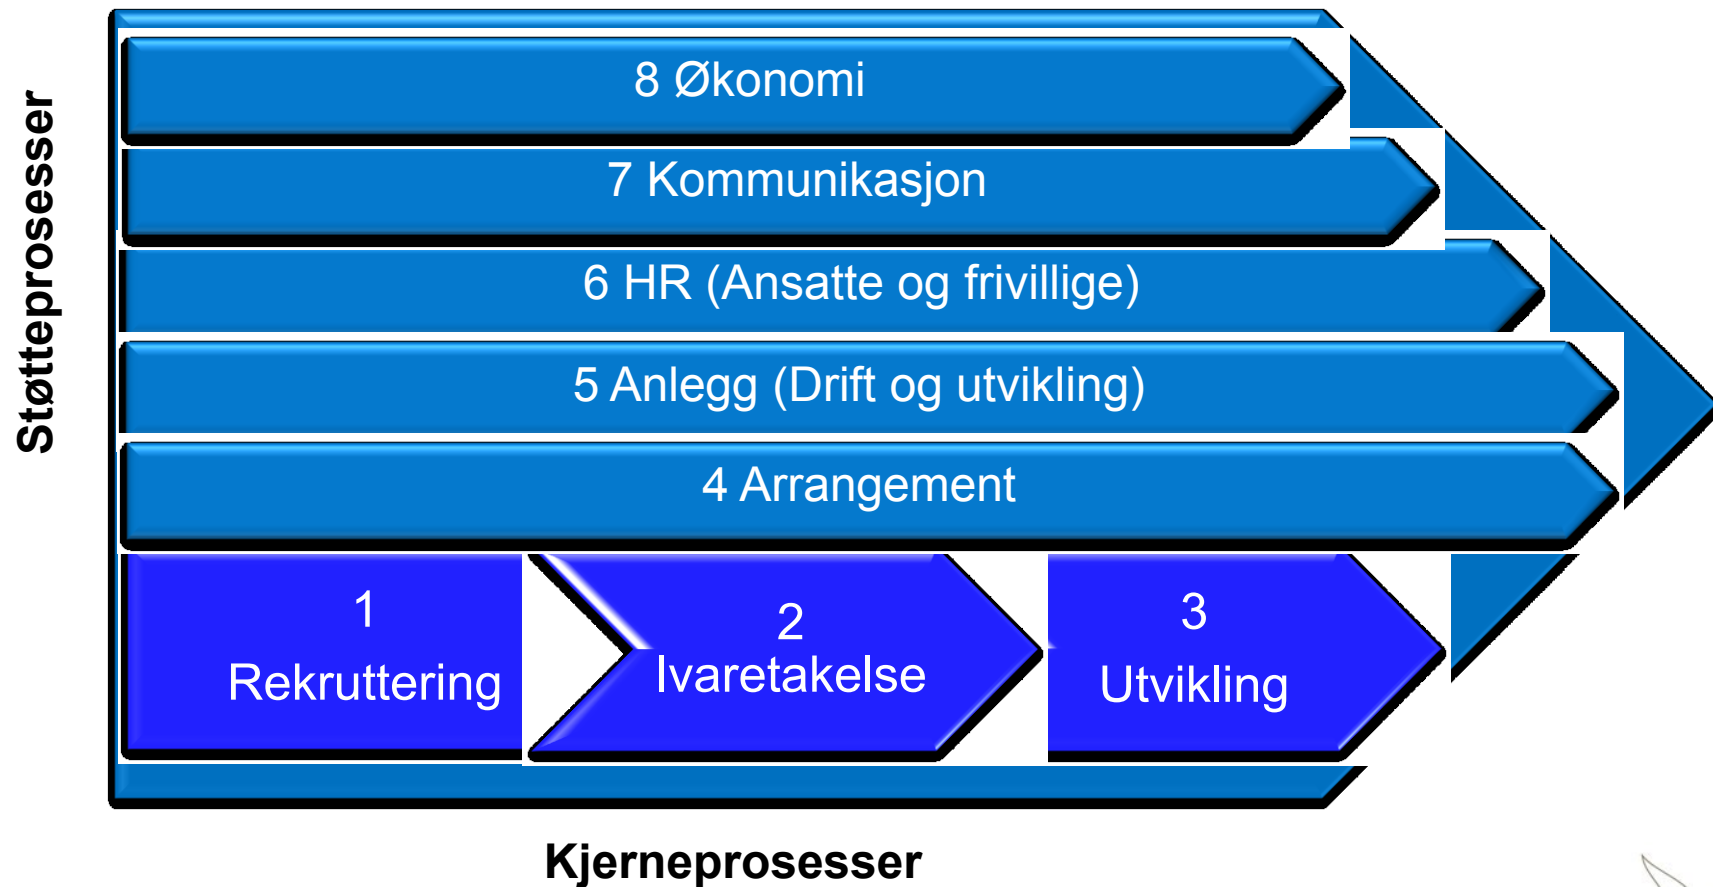 Støtteprosesser
8 Økonomi
7 Kommunikasjon
6 HR (Ansatte og frivillige)
5 Anlegg (Drift og utvikling)
4 Arrangement
1
Rekruttering
2
Ivaretakelse
3
Utvikling
Kjerneprosesser